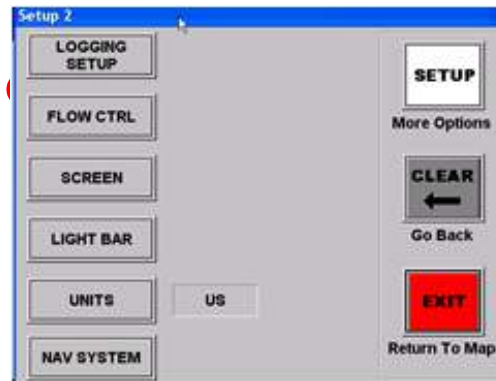 Setup 2
LOGGING
SETUP
FLOW CTRL
SCREEN
LIGHT BAR
UNITS
US
NAV SYSTEM
SETUP
More Options
CLEAR
Go Back
EXIT
Return To Map